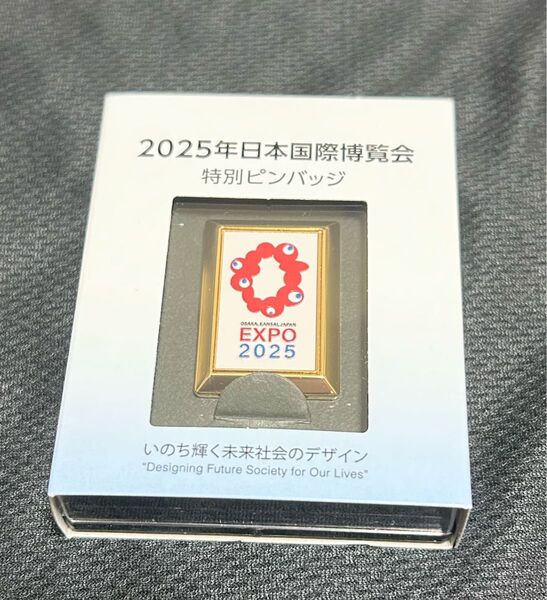 2025年日本国際博覧会
特別ピンバッジ
OSAKA, KANSAI, JAPAN
EXPO
2025
いのち輝く未来社会のデザイン
"Designing Future Society for Our Lives"